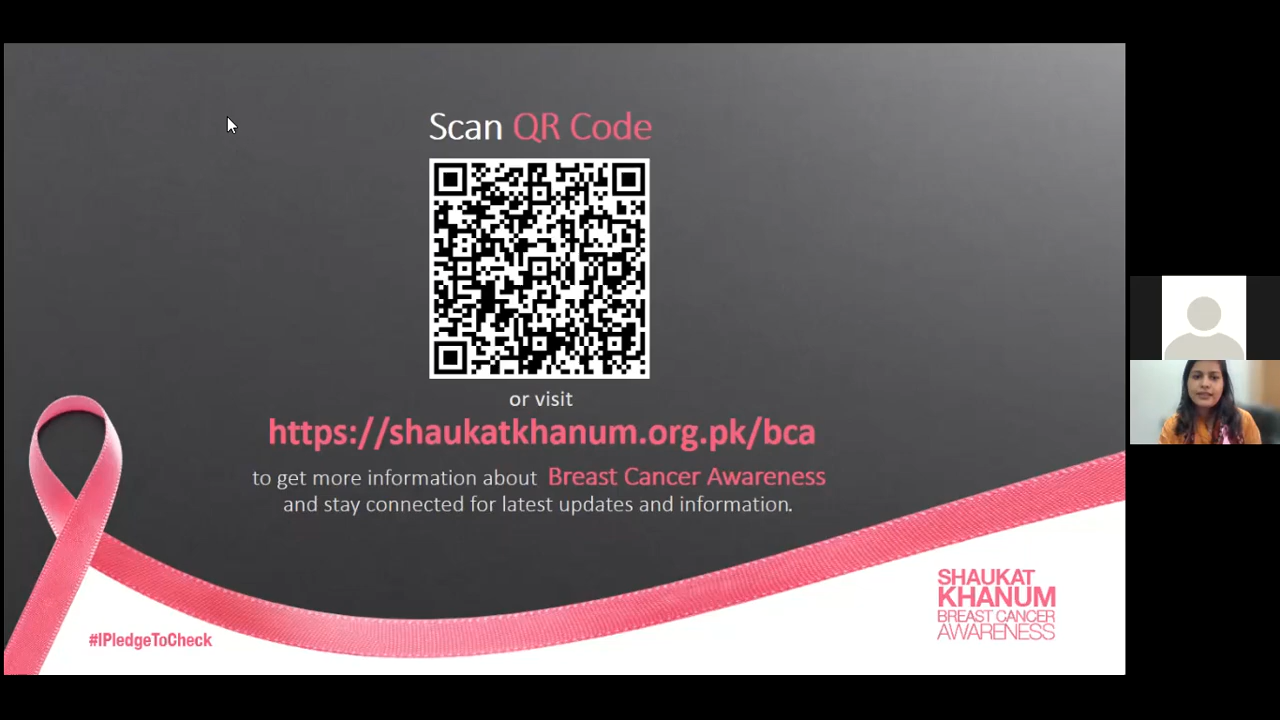 Scan QR Code
or visit
https://shaukatkhanum.org.pk/bca
to get more information about Breast Cancer Awareness
and stay connected for latest updates and information.
#IPledgeToCheck
SHAUKAT
KHANUM
BREAST CANCER
AWARENESS